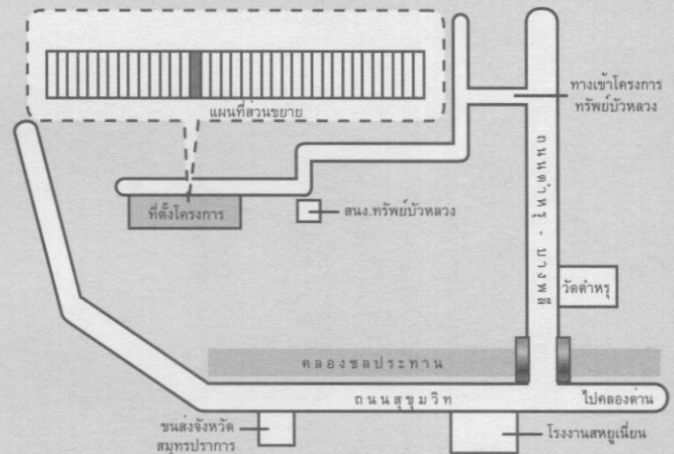 แผนที่ส่วนขยาย
ทางเข้าโครงการ
ทรัพย์บัวหลวง
ที่ตั้งโครงการ
สนง.ทรัพย์บัวหลวง
ถนนตำหรุ - บางพลี
วัดตำหรุ
คลองชลประทาน
ถนนสุขุมวิท
ไปคลองด่าน
ขนส่งจังหวัด
สมุทรปราการ
โรงงานสหยูเนี่ยน